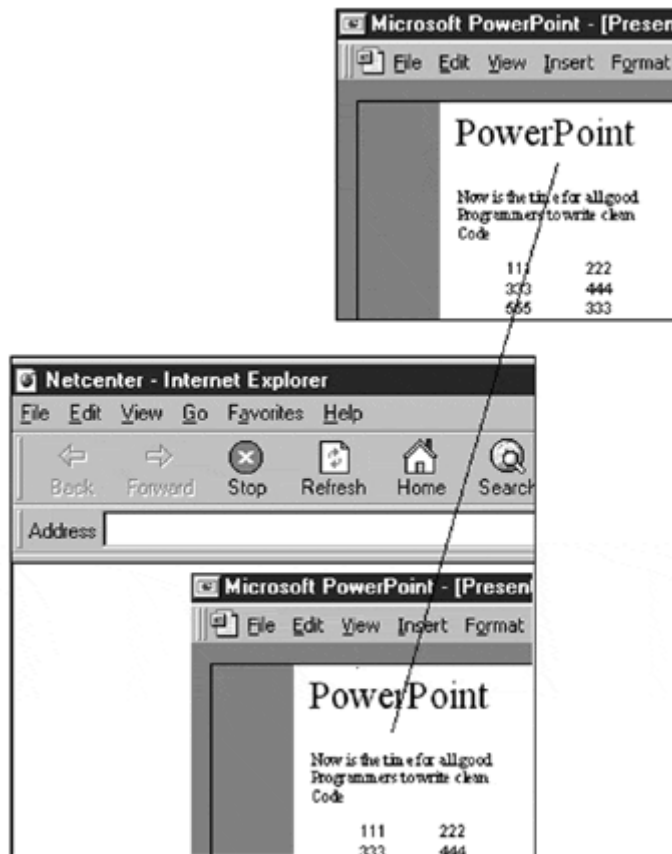 Microsoft PowerPoint - [Presen
File Edit View Insert Format
PowerPoint
Now is the time for all good
Programmers to write clean
Code
111 222
333 444
555 333
Netcenter - Internet Explorer
File Edit View Go Favorites Help
Back Forward Stop Refresh Home Search
Address
Microsoft PowerPoint - [Presen
File Edit View Insert Format
PowerPoint
Now is the time for all good
Programmers to write clean
Code
111 222
333 444